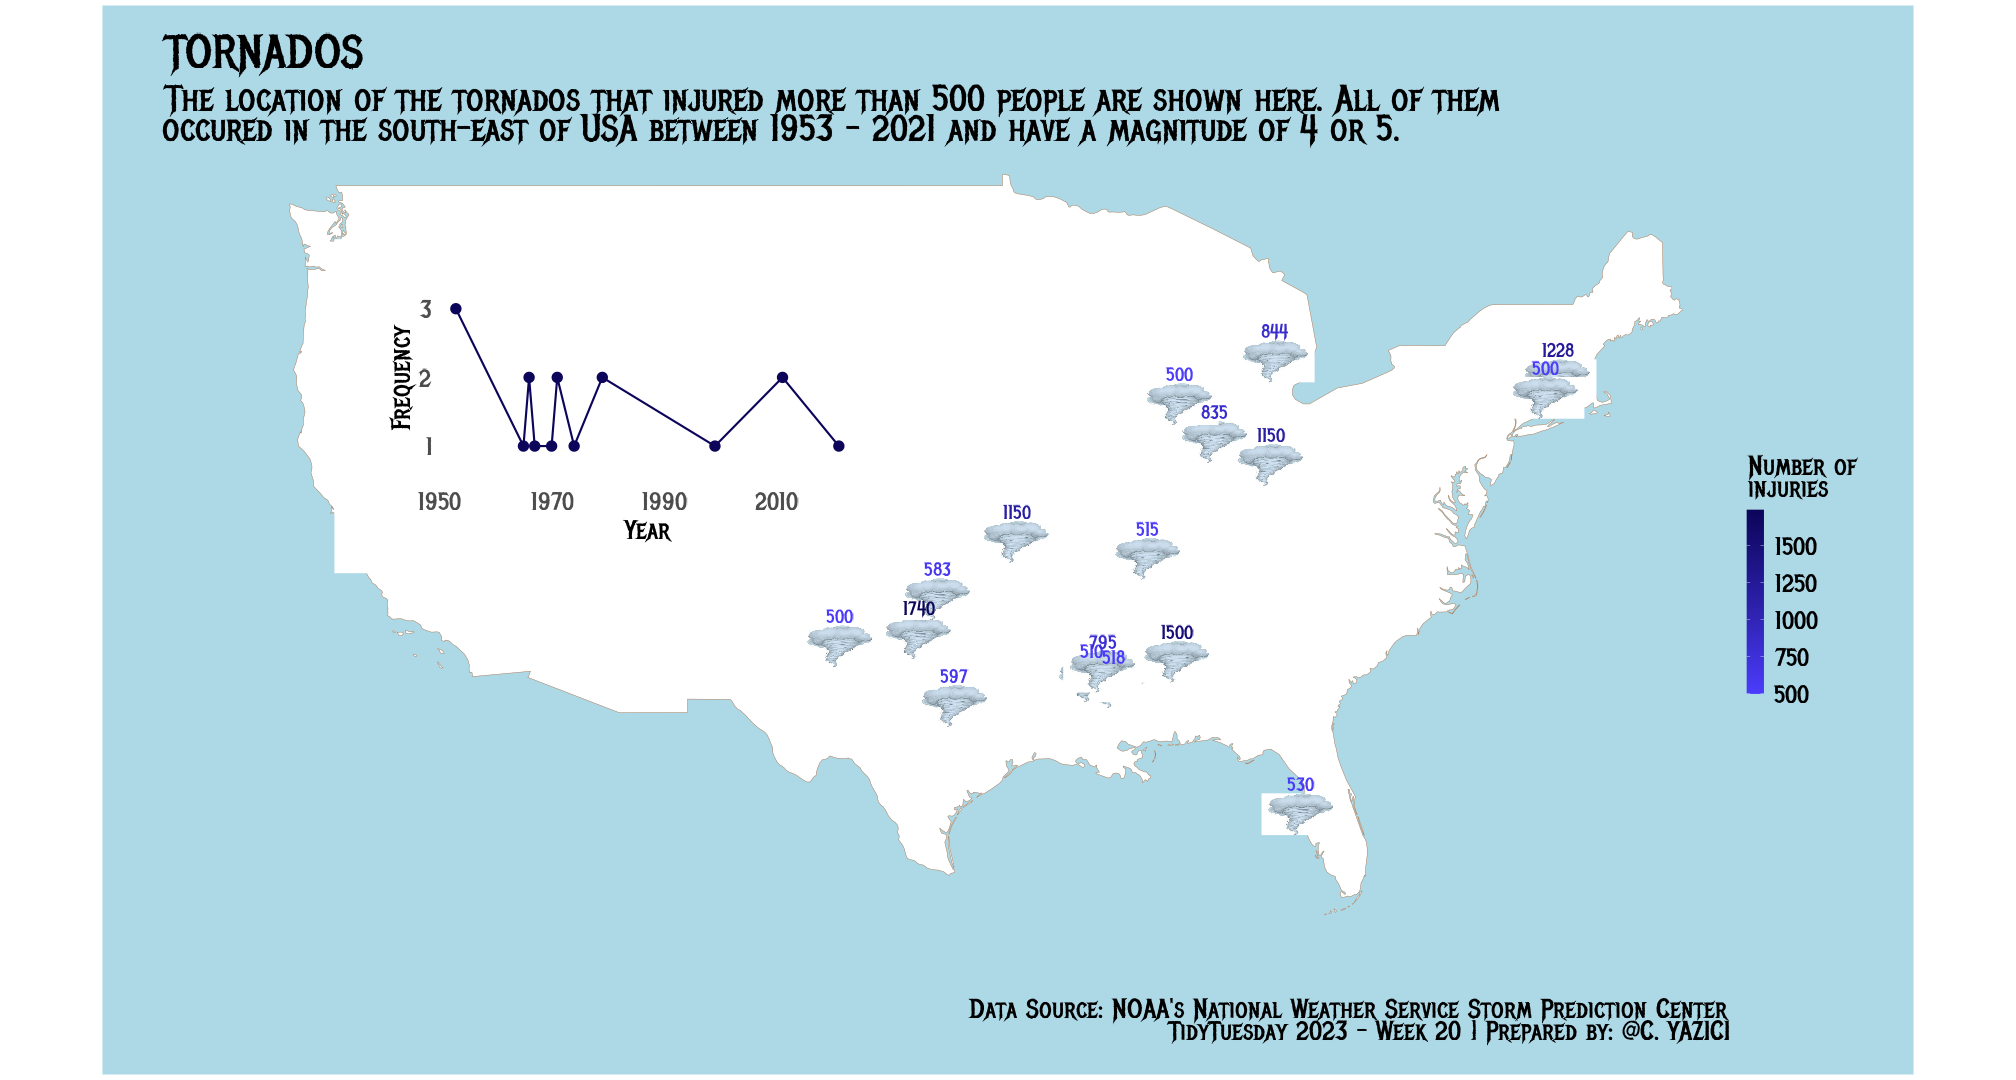 Tornados
The location of the tornados that injured more than 500 people are shown here. All of them
occured in the south-east of USA between 1953 - 2021 and have a magnitude of 4 or 5.
3
2
1
Frequency
1950 1970 1990 2010
Year
844
1228
500
500
835
1150
1150
515
583
1740
500
1500
795
510
518
597
530
Number of
injuries
1500
1250
1000
750
500
Data Source: NOAA's National Weather Service Storm Prediction Center
TidyTuesday 2023 - Week 20 | Prepared by: @C. YAZICI